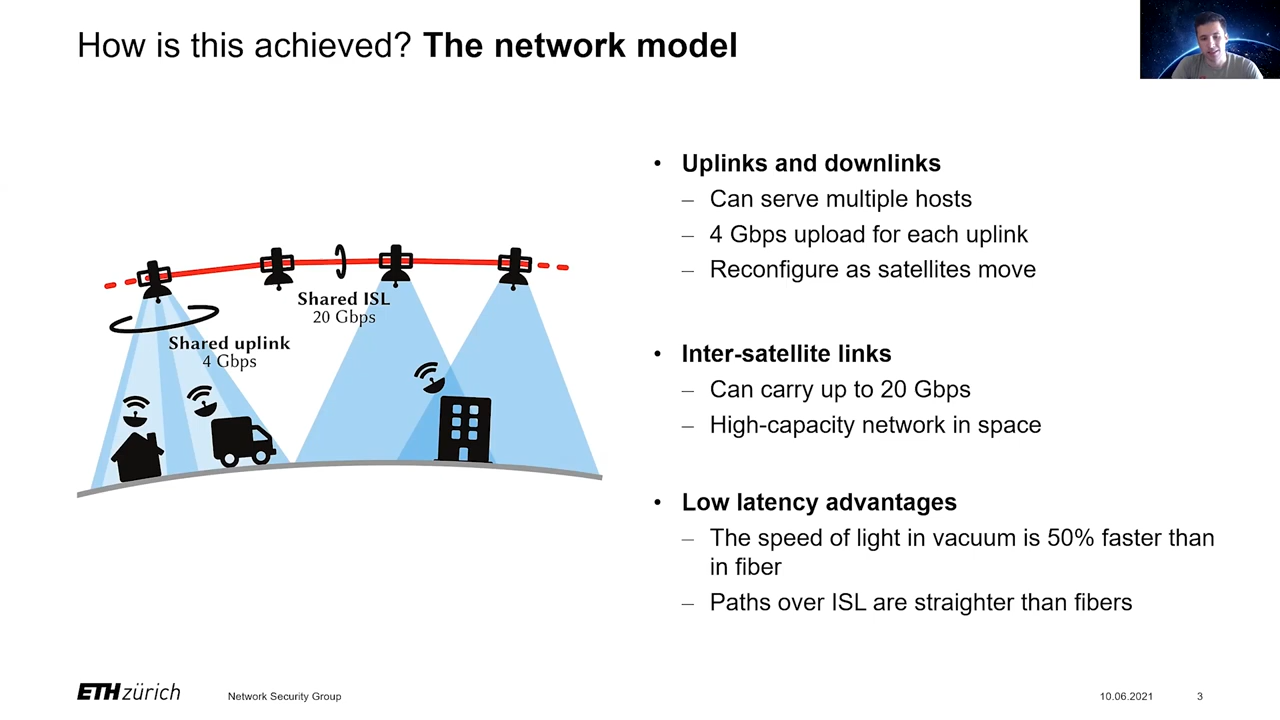 How is this achieved? The network model
Shared ISL
20 Gbps
Shared uplink
4 Gbps
• Uplinks and downlinks
– Can serve multiple hosts
– 4 Gbps upload for each uplink
– Reconfigure as satellites move
• Inter-satellite links
– Can carry up to 20 Gbps
– High-capacity network in space
• Low latency advantages
– The speed of light in vacuum is 50% faster than
in fiber
– Paths over ISL are straighter than fibers
ETH zürich
Network Security Group
10.06.2021
3